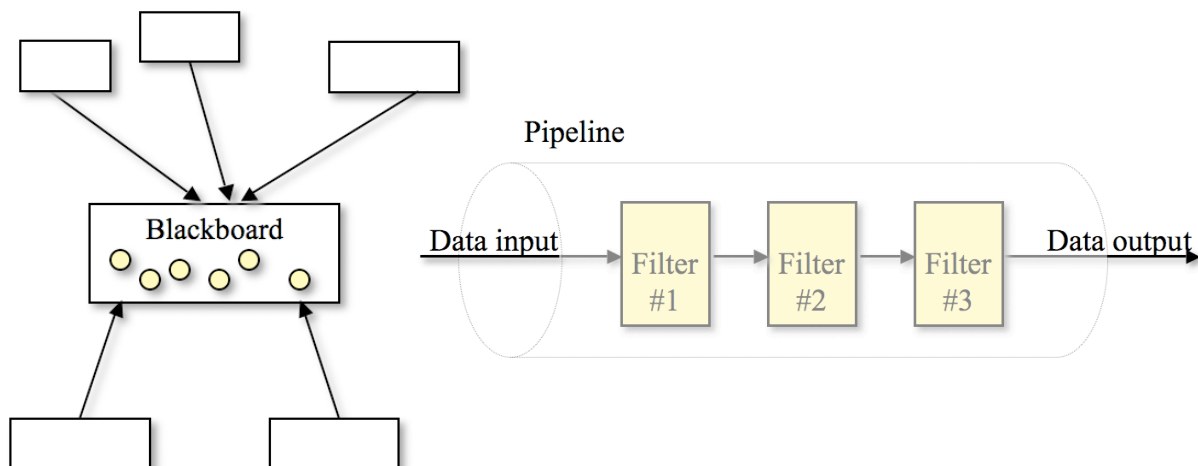 Pipeline
Blackboard
Data input
Data output
Filter
#1
Filter
#2
Filter
#3